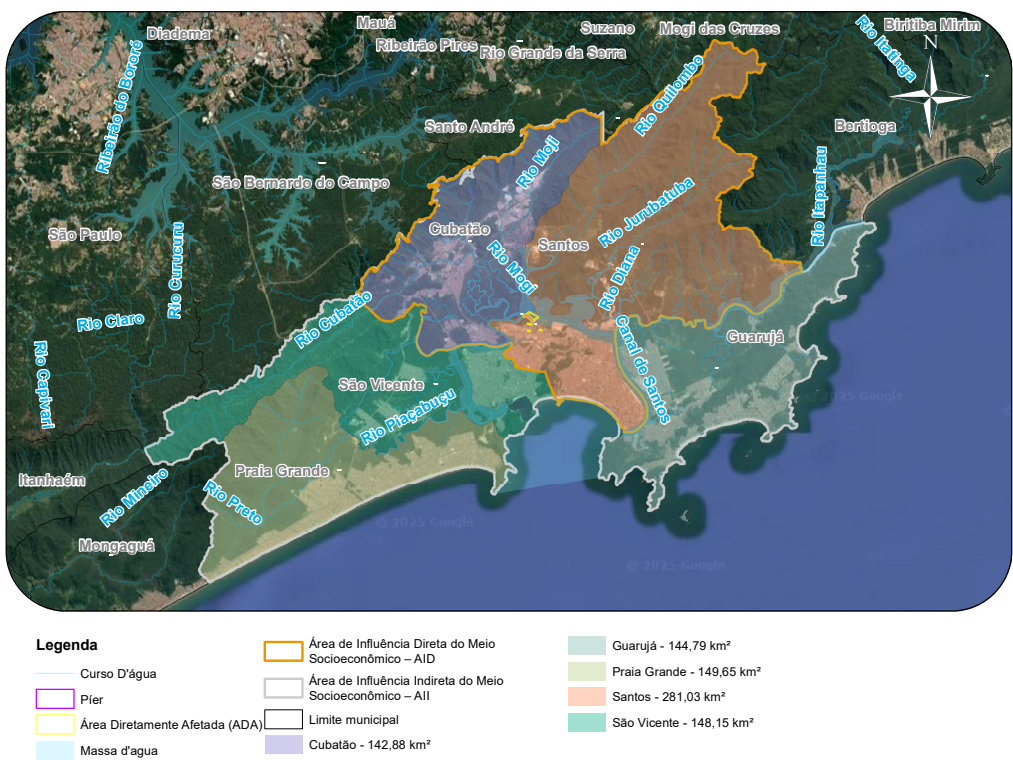 Diadema
Mauá
Ribeirão Pires
Rio Grande da Serra
Suzano
Mogi das Cruzes
Biritiba Mirim
Rio Itatinga
N
Ribeirão do Bororé
Santo André
Rio Quilombo
Bertioga
São Bernardo do Campo
Rio Moji
Rio Jurubatuba
Rio Itapanhau
São Paulo
Cubatão
Santos
Rio Curucuru
Rio Mogi
Rio Diana
Rio Claro
Rio Cubatão
Canal de Santos
Guarujá
Rio Capivari
São Vicente
© 2025 Google
Rio Piaçabuçu
Itanhaém
Praia Grande
Rio Mineiro
Rio Preto
© 2025 Google
Mongaguá
© 2025 Google
Legenda
Curso D'água
Píer
Área Diretamente Afetada (ADA)
Massa d'agua
Área de Influência Direta do Meio
Socioeconômico – AID
Área de Influência Indireta do Meio
Socioeconômico – AII
Limite municipal
Cubatão - 142,88 km²
Guarujá - 144,79 km²
Praia Grande - 149,65 km²
Santos - 281,03 km²
São Vicente - 148,15 km²